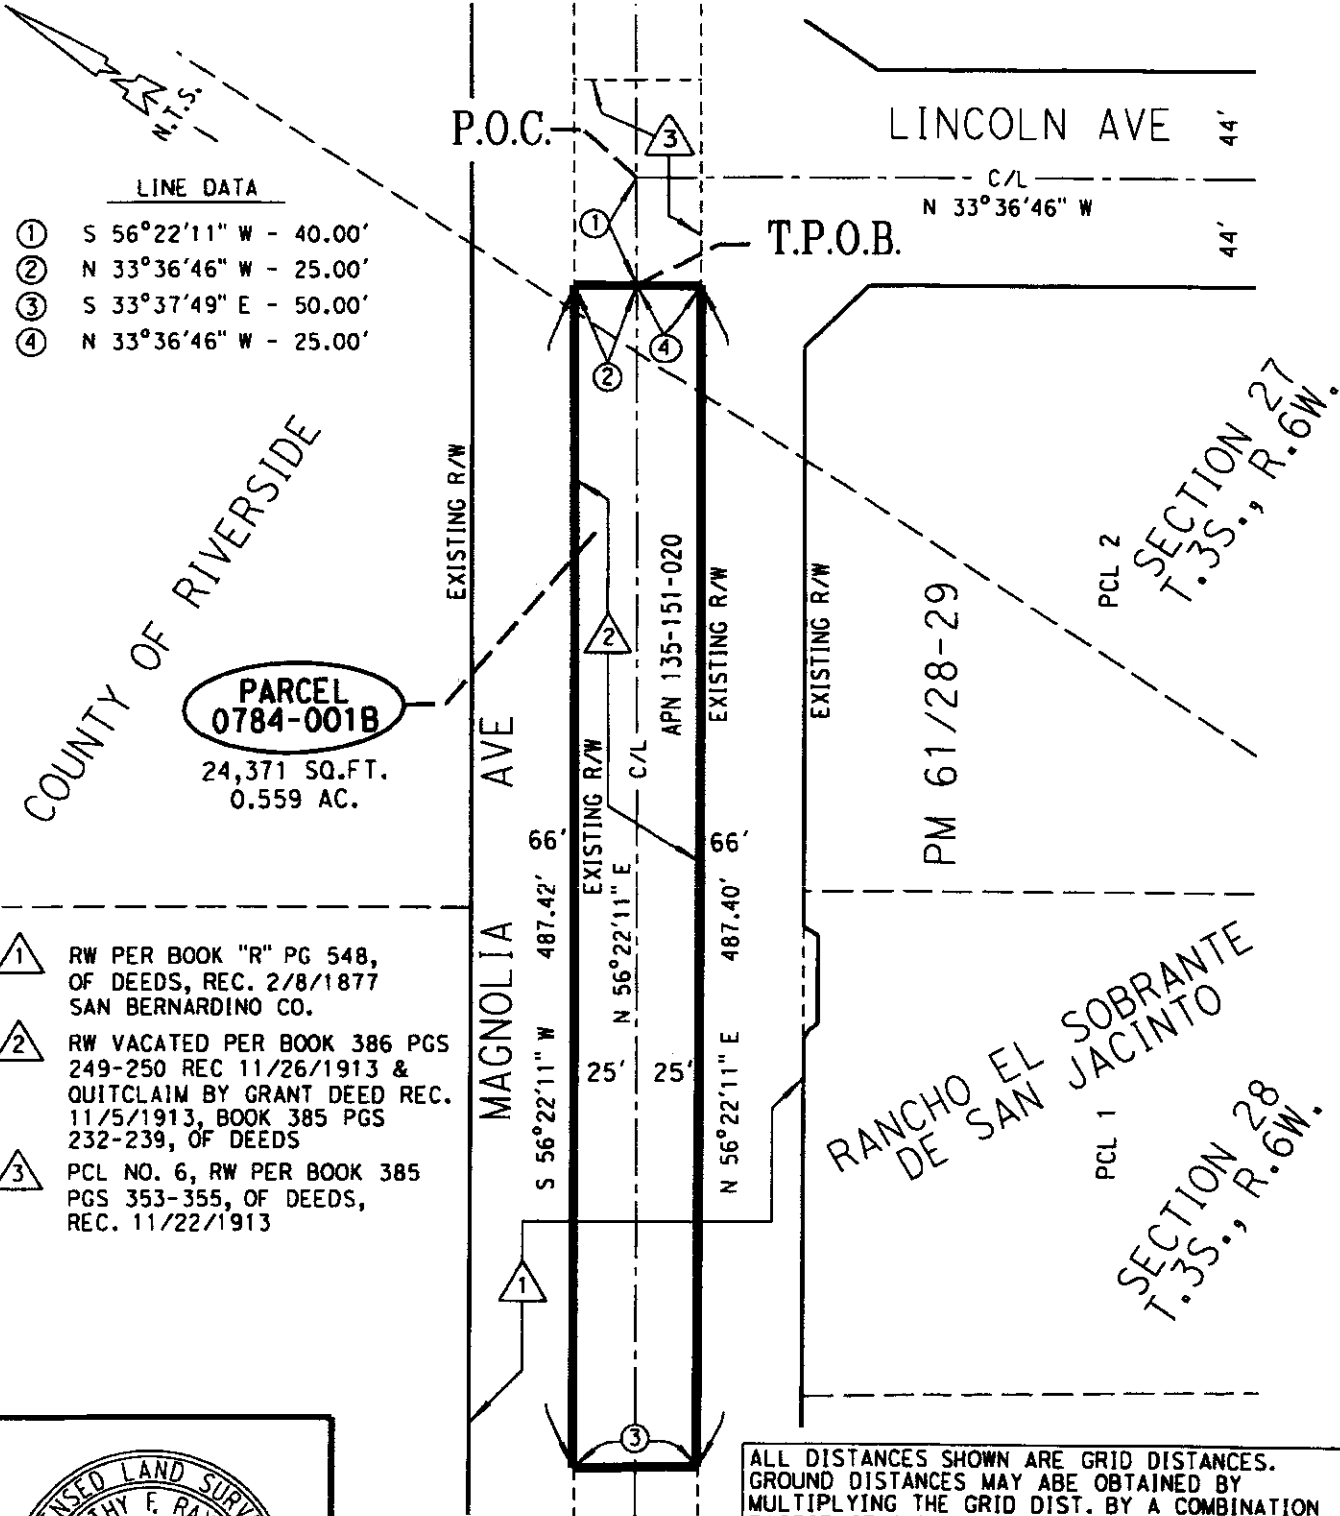 N.T.S.
P.O.C.
3
LINCOLN AVE
44'
C/L
N 33°36'46" W
44'
LINE DATA
1 S 56°22'11" W - 40.00'
2 N 33°36'46" W - 25.00'
3 S 33°37'49" E - 50.00'
4 N 33°36'46" W - 25.00'
1
T.P.O.B.
2
4
COUNTY OF RIVERSIDE
EXISTING R/W
2
APN 135-151-020
EXISTING R/W
EXISTING R/W
PM 61/28-29
PCL 2
SECTION 27
T.3S., R.6W.
PARCEL
0784-001B
24,371 SQ.FT.
0.559 AC.
MAGNOLIA AVE
EXISTING R/W
C/L
66'
66'
487.42'
N 56°22'11" E
487.40'
S 56°22'11" W
25'
25'
N 56°22'11" E
1 RW PER BOOK "R" PG 548,
OF DEEDS, REC. 2/8/1877
SAN BERNARDINO CO.
2 RW VACATED PER BOOK 386 PGS
249-250 REC 11/26/1913 &
QUITCLAIM BY GRANT DEED REC.
11/5/1913, BOOK 385 PGS
232-239, OF DEEDS
3 PCL NO. 6, RW PER BOOK 385
PGS 353-355, OF DEEDS,
REC. 11/22/1913
RANCHO EL SOBRANTE
DE SAN JACINTO
PCL 1
SECTION 28
T.3S., R.6W.
1
3
ALL DISTANCES SHOWN ARE GRID DISTANCES.
GROUND DISTANCES MAY ABE OBTAINED BY
MULTIPLYING THE GRID DIST. BY A COMBINATION
LAND